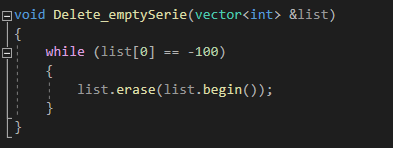 void Delete_emptySerie(vector<int> &list)
{
while (list[0] == -100)
{
list.erase(list.begin());
}
}